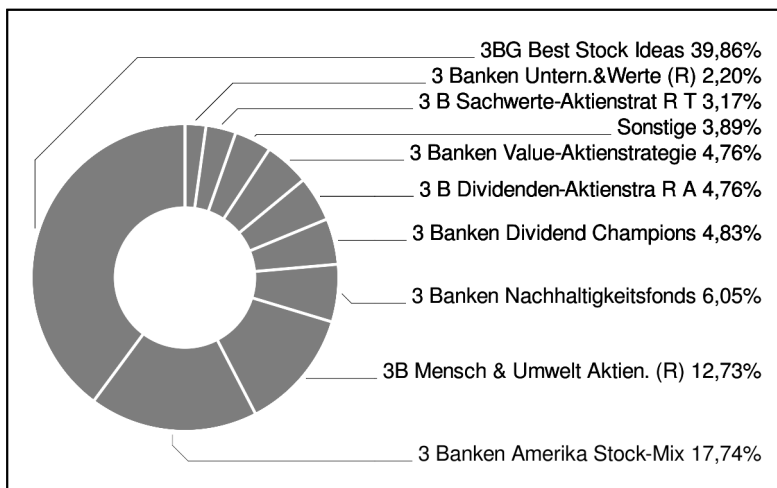 3BG Best Stock Ideas 39,86%
3 Banken Untern.&Werte (R) 2,20%
3 B Sachwerte-Aktienstrat R T 3,17%
Sonstige 3,89%
3 Banken Value-Aktienstrategie 4,76%
3 B Dividenden-Aktienstra R A 4,76%
3 Banken Dividend Champions 4,83%
3 Banken Nachhaltigkeitsfonds 6,05%
3B Mensch & Umwelt Aktien. (R) 12,73%
3 Banken Amerika Stock-Mix 17,74%